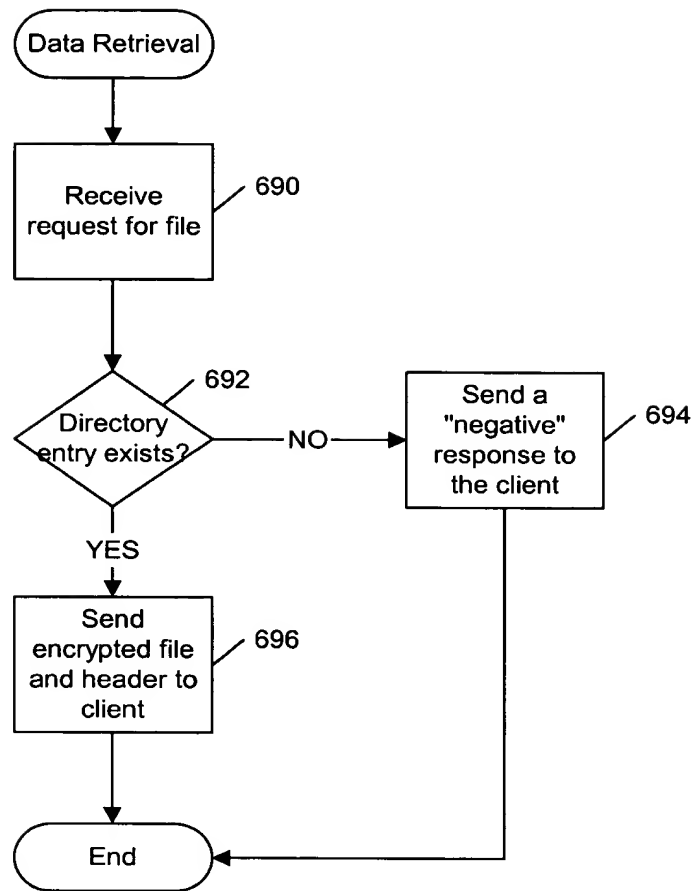 Data Retrieval
Receive
request for file
690
692
Directory
entry exists?
NO
Send a
"negative"
response to
the client
694
YES
Send
encrypted file
and header to
client
696
End